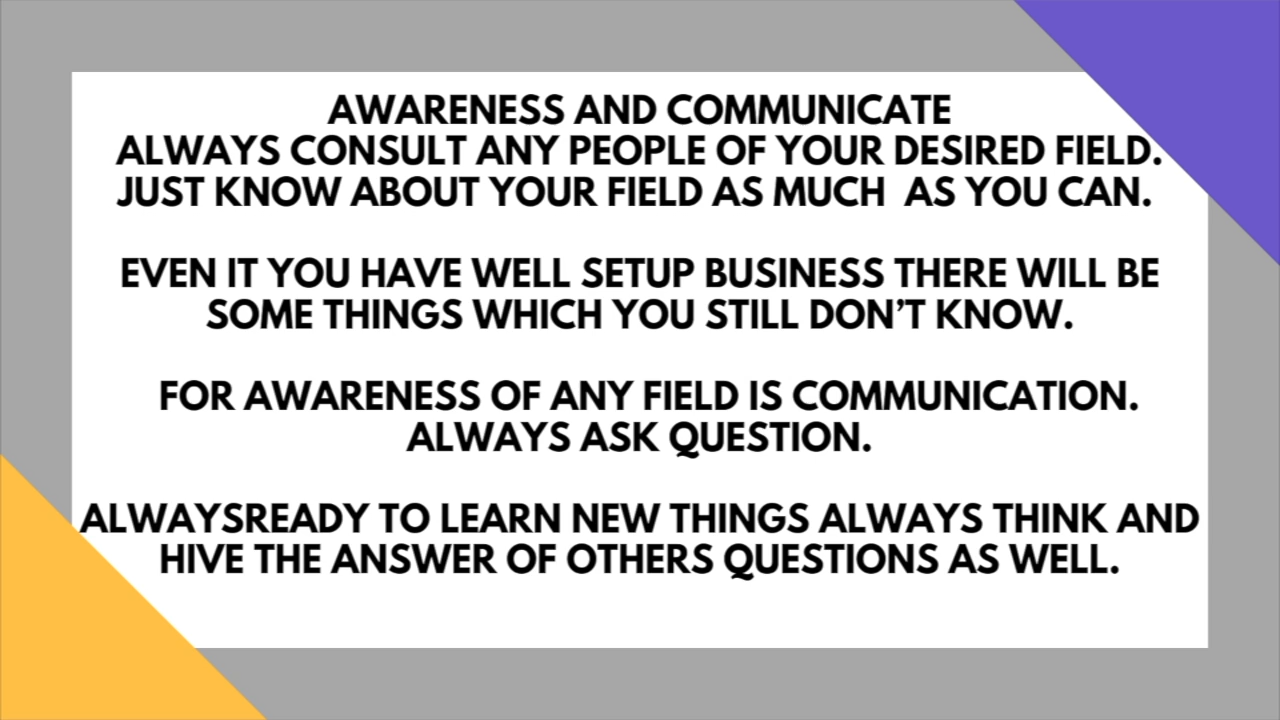 AWARENESS AND COMMUNICATE
ALWAYS CONSULT ANY PEOPLE OF YOUR DESIRED FIELD.
JUST KNOW ABOUT YOUR FIELD AS MUCH  AS YOU CAN.
EVEN IT YOU HAVE WELL SETUP BUSINESS THERE WILL BE
SOME THINGS WHICH YOU STILL DON’T KNOW.
FOR AWARENESS OF ANY FIELD IS COMMUNICATION.
ALWAYS ASK QUESTION.
ALWAYSREADY TO LEARN NEW THINGS ALWAYS THINK AND
HIVE THE ANSWER OF OTHERS QUESTIONS AS WELL.